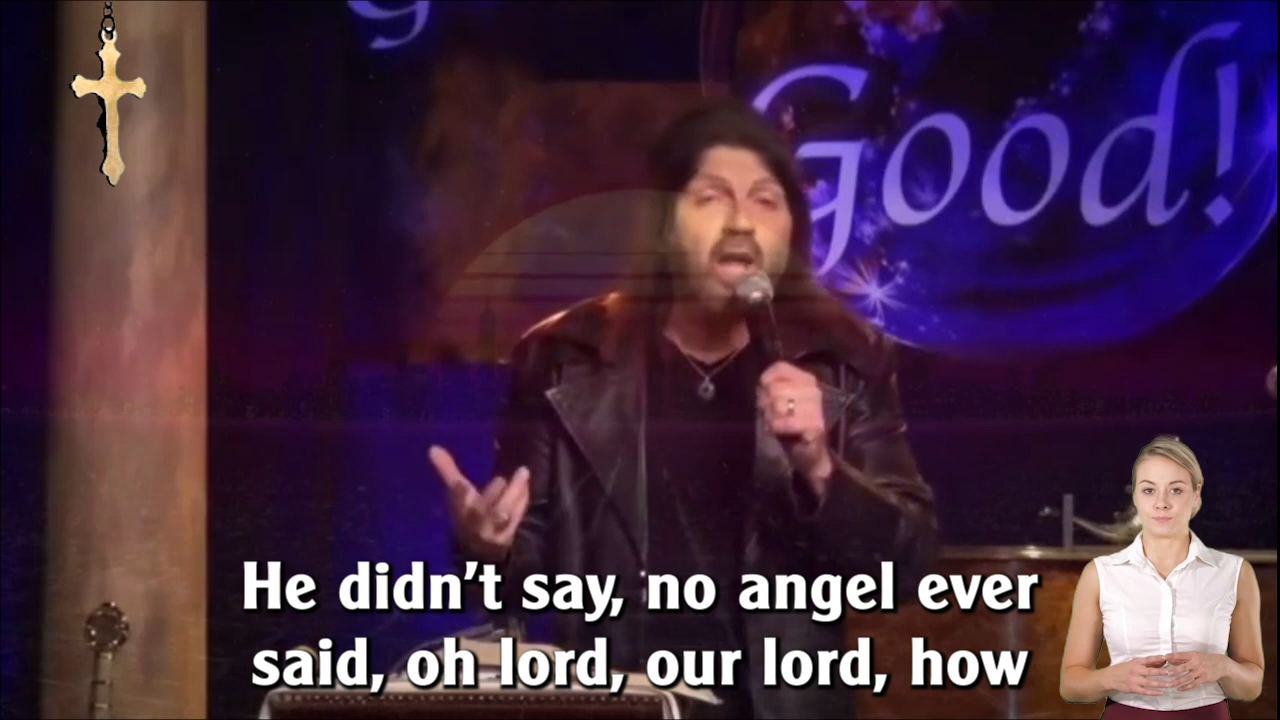 Good!
He didn't say, no angel ever
said, oh lord, our lord, how